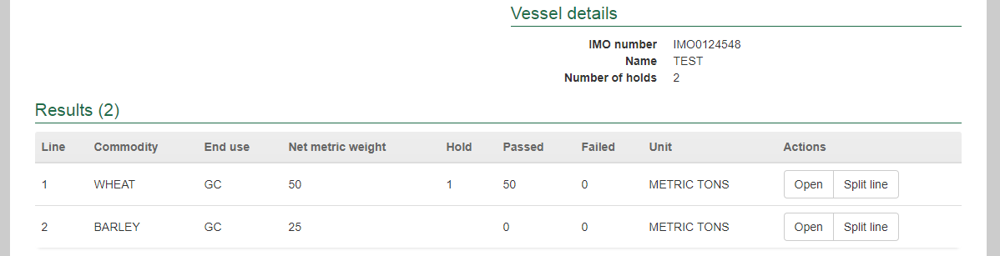 Vessel details
IMO number IMO0124548
Name TEST
Number of holds 2
Results (2)
Line Commodity End use Net metric weight Hold Passed Failed Unit Actions
1 WHEAT GC 50 1 50 0 METRIC TONS Open Split line
2 BARLEY GC 25 0 0 METRIC TONS Open Split line